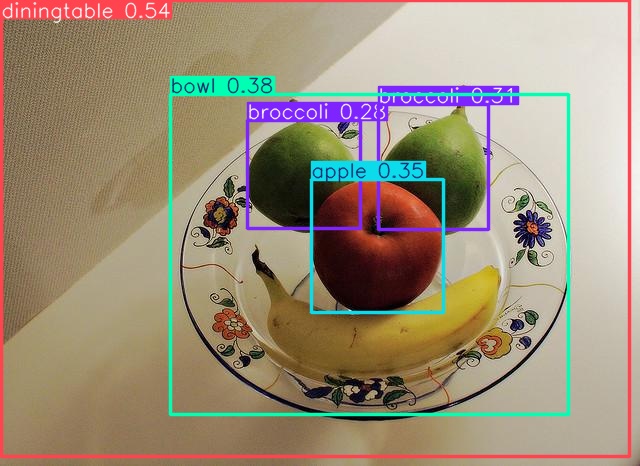 diningtable 0.54
bowl 0.38
broccoli 0.28
broccoli 0.31
apple 0.35